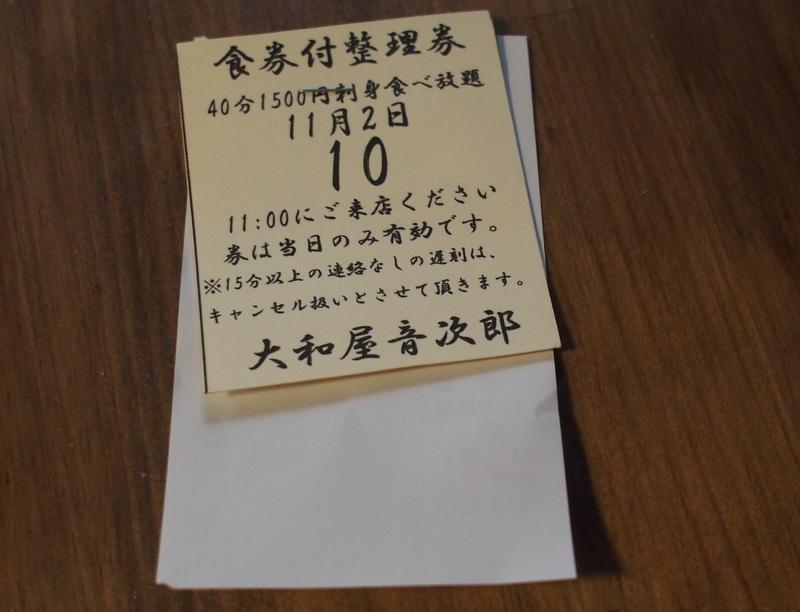 食券付整理券
40分1500円刺身食べ放題
11月2日
10
11:00にご来店ください
券は当日のみ有効です。
※15分以上の連絡なしの遅刻は、
キャンセル扱いとさせて頂きます。
大和屋音次郎